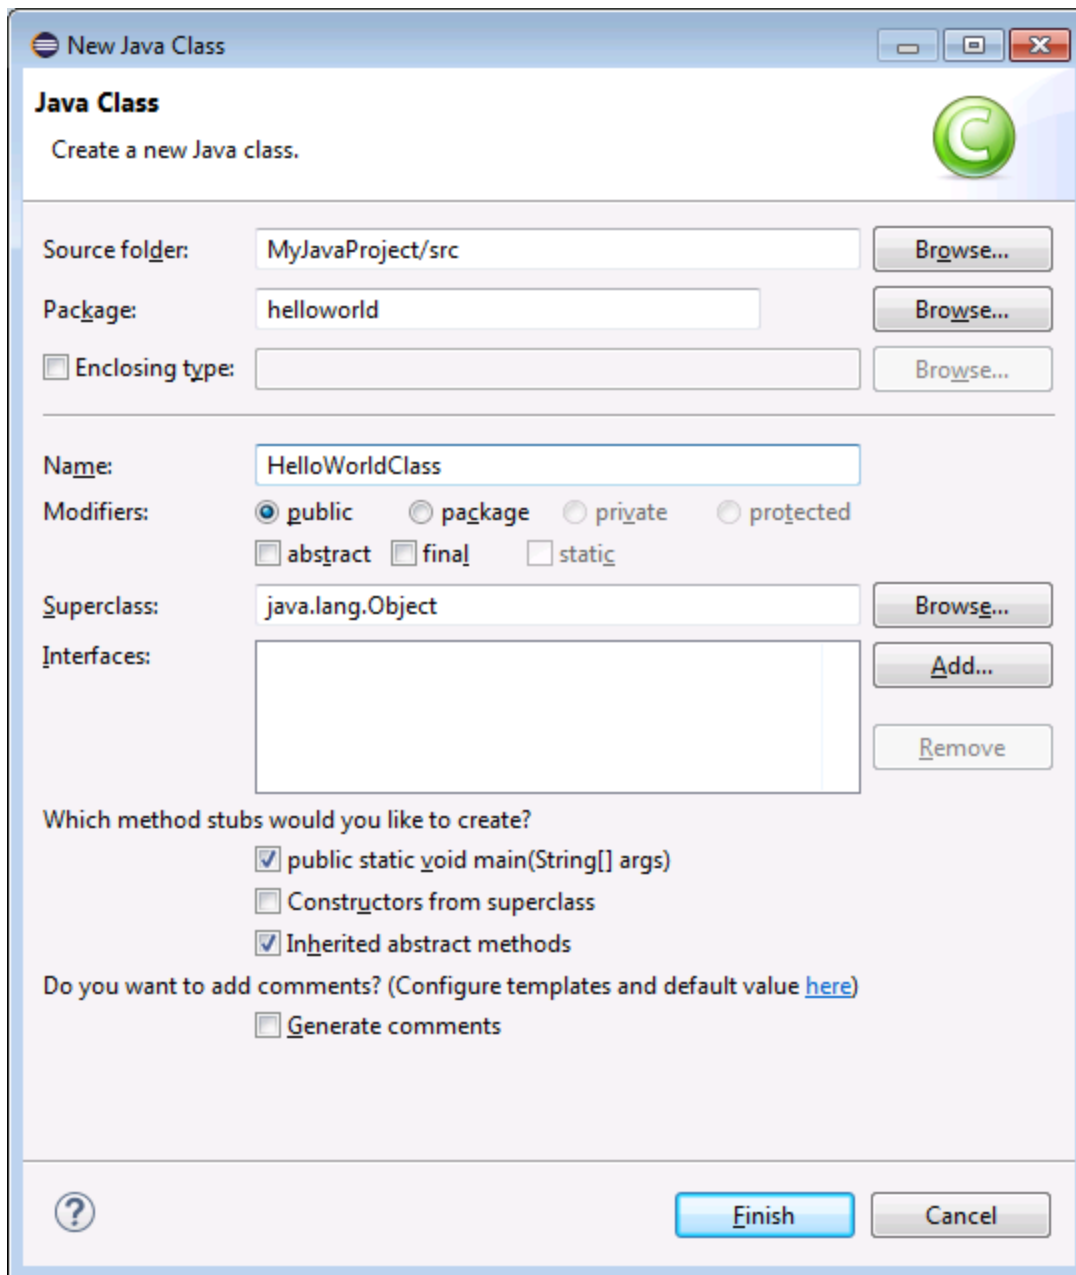 New Java Class
Java Class
Create a new Java class.
C
Source folder: MyJavaProject/src Browse...
Package: helloworld Browse...
Enclosing type: Browse...
Name: HelloWorldClass
Modifiers: public package private protected
abstract final static
Superclass: java.lang.Object Browse...
Interfaces: Add...
Remove
Which method stubs would you like to create?
public static void main(String[] args)
Constructors from superclass
Inherited abstract methods
Do you want to add comments? (Configure templates and default value here)
Generate comments
? Finish Cancel